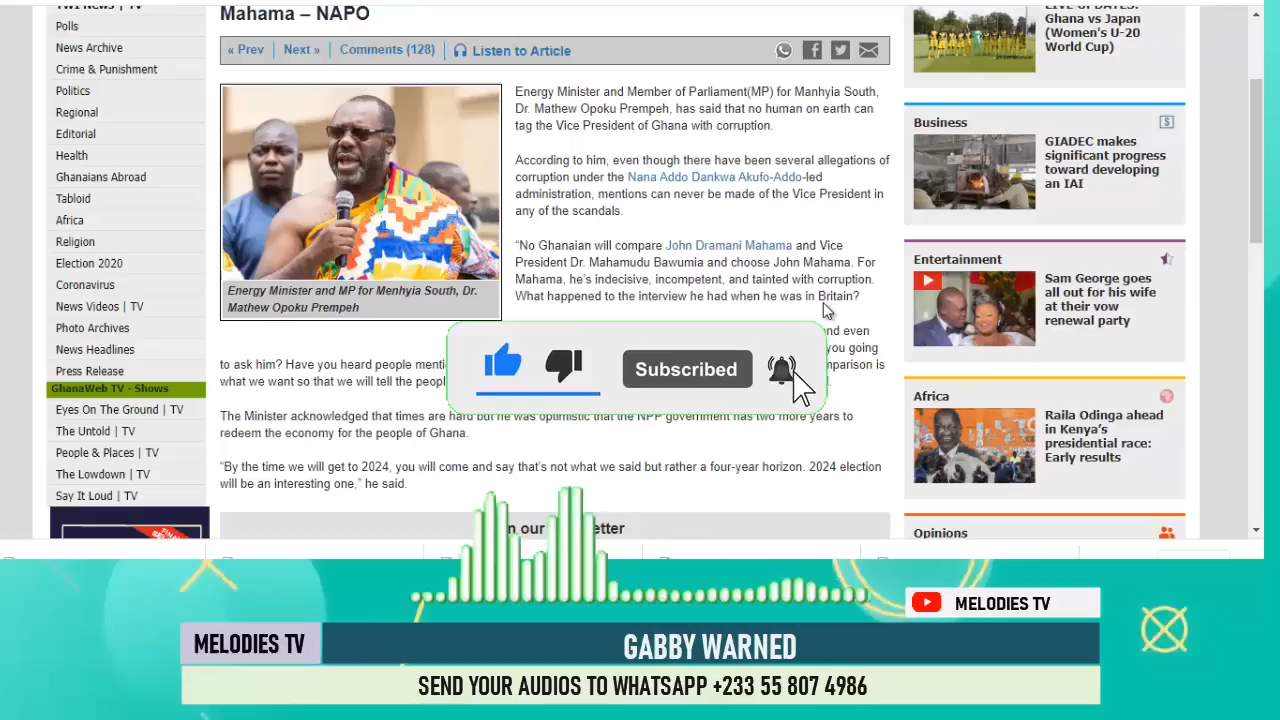 TWI News | TV
Polls
News Archive
Crime & Punishment
Politics
Regional
Editorial
Health
Ghanaians Abroad
Tabloid
Africa
Religion
Election 2020
Coronavirus
News Videos | TV
Photo Archives
News Headlines
Press Release
GhanaWeb TV - Shows
Eyes On The Ground | TV
The Untold | TV
People & Places | TV
The Lowdown | TV
Say It Loud | TV
Mahama – NAPO
« Prev
Next »
Comments (128)
Listen to Article
Energy Minister and MP for Menhyia South, Dr.
Mathew Opoku Prempeh
Energy Minister and Member of Parliament(MP) for Manhyia South,
Dr. Mathew Opoku Prempeh, has said that no human on earth can
tag the Vice President of Ghana with corruption.
According to him, even though there have been several allegations of
corruption under the Nana Addo Dankwa Akufo-Addo-led
administration, mentions can never be made of the Vice President in
any of the scandals.
“No Ghanaian will compare John Dramani Mahama and Vice
President Dr. Mahamudu Bawumia and choose John Mahama. For
Mahama, he’s indecisive, incompetent, and tainted with corruption.
What happened to the interview he had when he was in Britain?
and even
you going
to ask him? Have you heard people
is
what we want so that we will tell the
Subscribed
The Minister acknowledged that times are hard but he was optimistic that the NPP government has two more years to
redeem the economy for the people of Ghana.
“By the time we will get to 2024, you will come and say that’s not what we said but rather a four-year horizon. 2024 election
will be an interesting one,” he said.
our
LIVE UPDATES:
Ghana vs Japan
(Women's U-20
World Cup)
Business
GIADEC makes
significant progress
toward developing
an IAI
Entertainment
Sam George goes
all out for his wife
at their vow
renewal party
Africa
Raila Odinga ahead
in Kenya’s
presidential race:
Early results
Opinions
MELODIES TV
MELODIES TV
GABBY WARNED
SEND YOUR AUDIOS TO WHATSAPP +233 55 807 4986